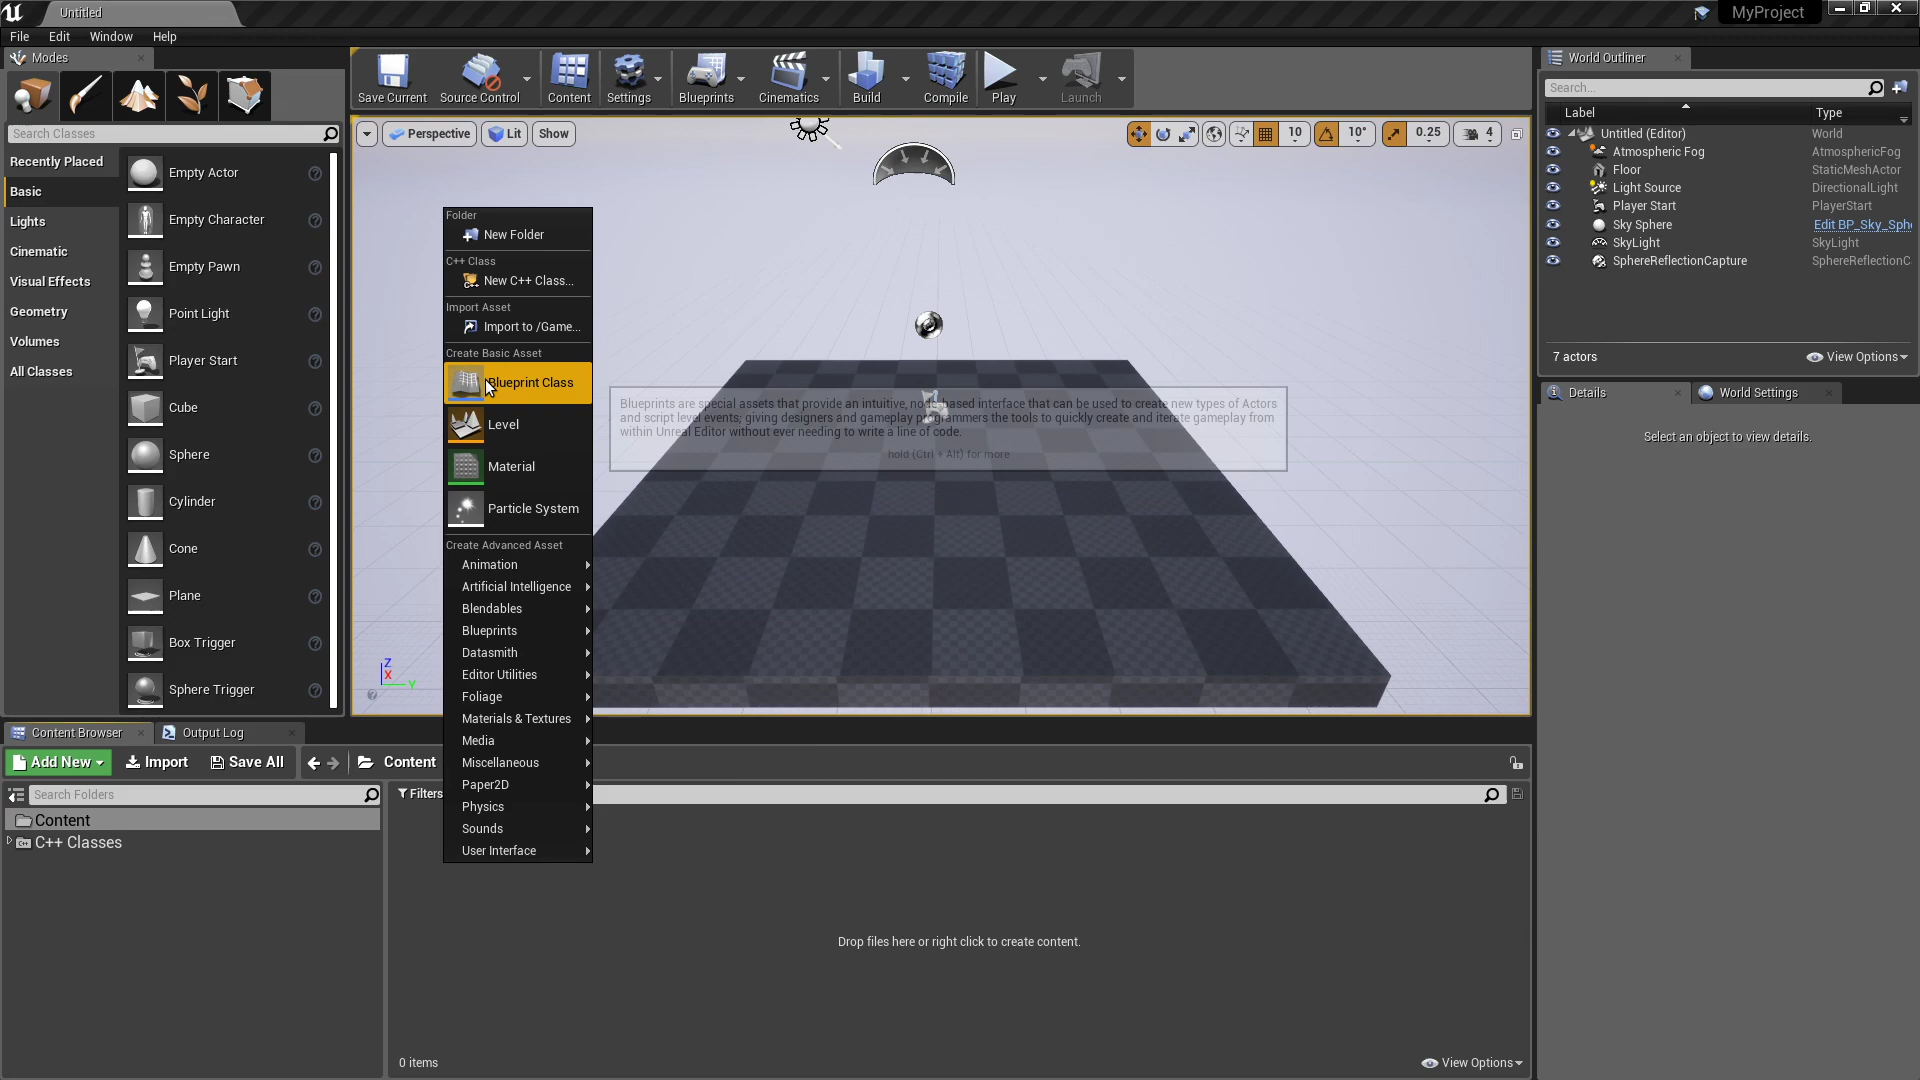 Untitled
MyProject
File
Edit
Window
Help
Modes
Search Classes
Recently Placed
Basic
Lights
Cinematic
Visual Effects
Geometry
Volumes
All Classes
Empty Actor
Empty Character
Empty Pawn
Point Light
Player Start
Cube
Sphere
Cylinder
Cone
Plane
Box Trigger
Sphere Trigger
Save Current
Source Control
Content
Settings
Blueprints
Cinematics
Build
Compile
Play
Launch
Perspective
Lit
Show
10
10°
0.25
4
Folder
New Folder
C++ Class
New C++ Class...
Import Asset
Import to /Game...
Create Basic Asset
Blueprint Class
Level
Material
Particle System
Create Advanced Asset
Animation
Artificial Intelligence
Blendables
Blueprints
Datasmith
Editor Utilities
Foliage
Materials & Textures
Media
Miscellaneous
Paper2D
Physics
Sounds
User Interface
Blueprints are special assets that provide an intuitive, node-based interface that can be used to create new types of Actors
and script level events; giving designers and gameplay programmers the tools to quickly create and iterate gameplay from
within Unreal Editor without ever needing to write a line of code.
hold (Ctrl + Alt) for more
Z
X
Y
World Outliner
Search...
Label
Type
Untitled (Editor)
World
Atmospheric Fog
AtmosphericFog
Floor
StaticMeshActor
Light Source
DirectionalLight
Player Start
PlayerStart
Sky Sphere
Edit BP_Sky_Sph
SkyLight
SkyLight
SphereReflectionCapture
SphereReflectionC
7 actors
View Options
Details
World Settings
Select an object to view details.
Content Browser
Output Log
Add New
Import
Save All
Content
Search Folders
Content
C++ Classes
Filters
Drop files here or right click to create content.
0 items
View Options